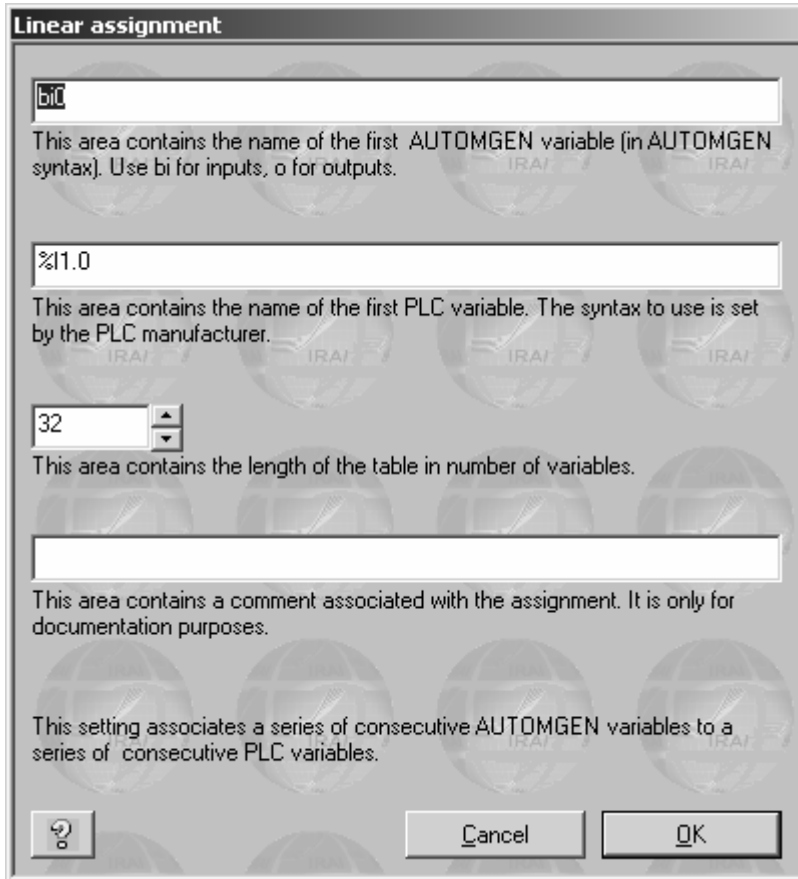 Linear assignment
bi0
This area contains the name of the first AUTOMGEN variable (in AUTOMGEN
syntax). Use bi for inputs, o for outputs.
%I1.0
This area contains the name of the first PLC variable. The syntax to use is set
by the PLC manufacturer.
32
This area contains the length of the table in number of variables.
This area contains a comment associated with the assignment. It is only for
documentation purposes.
This setting associates a series of consecutive AUTOMGEN variables to a
series of consecutive PLC variables.
?
Cancel
OK
IRAI